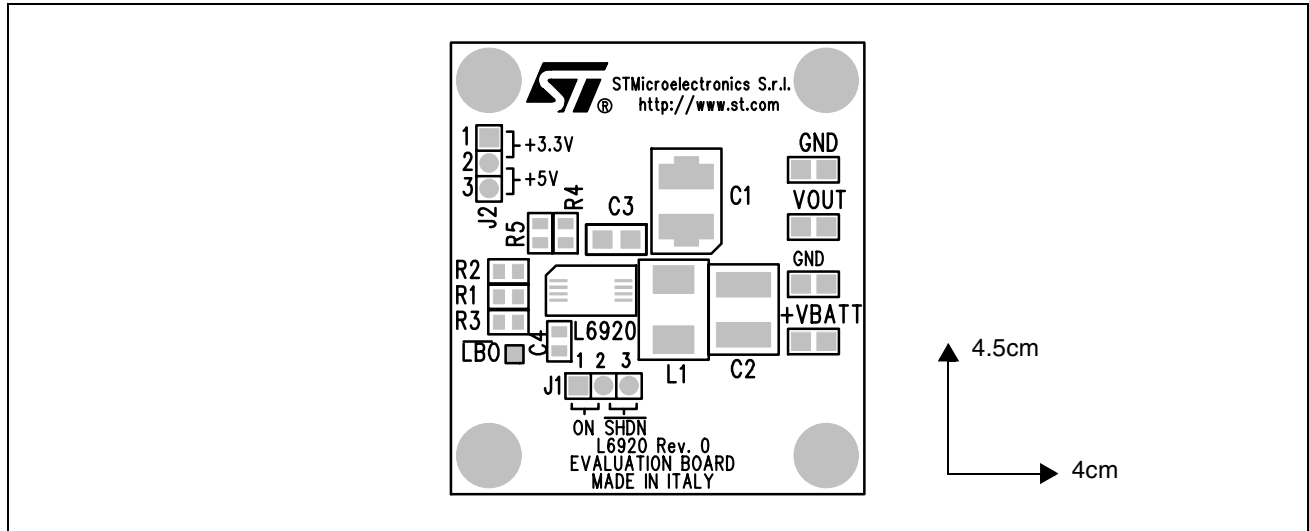 ST ®
STMicroelectronics S.r.l.
http://www.st.com
1
2
3
+3.3V
+5V
J2
R5
R4
C3
C1
GND
VOUT
GND
+VBATT
R2
R1
R3
LBO
C4
L6920
L1
C2
1 2 3
J1
ON SHDN
L6920 Rev. 0
EVALUATION BOARD
MADE IN ITALY
4.5cm
4cm